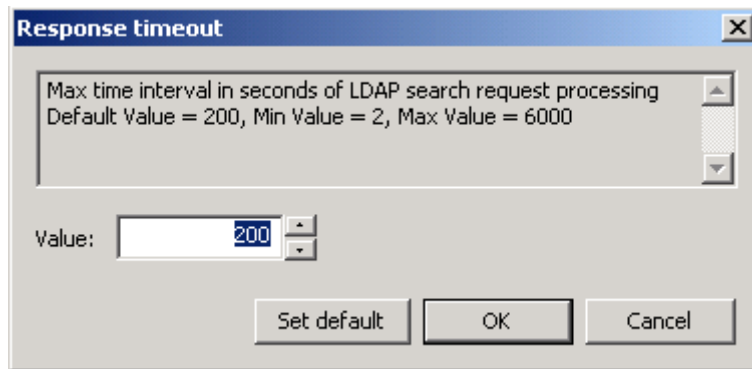 Response timeout
Max time interval in seconds of LDAP search request processing
Default Value = 200, Min Value = 2, Max Value = 6000
Value: 200
Set default OK Cancel